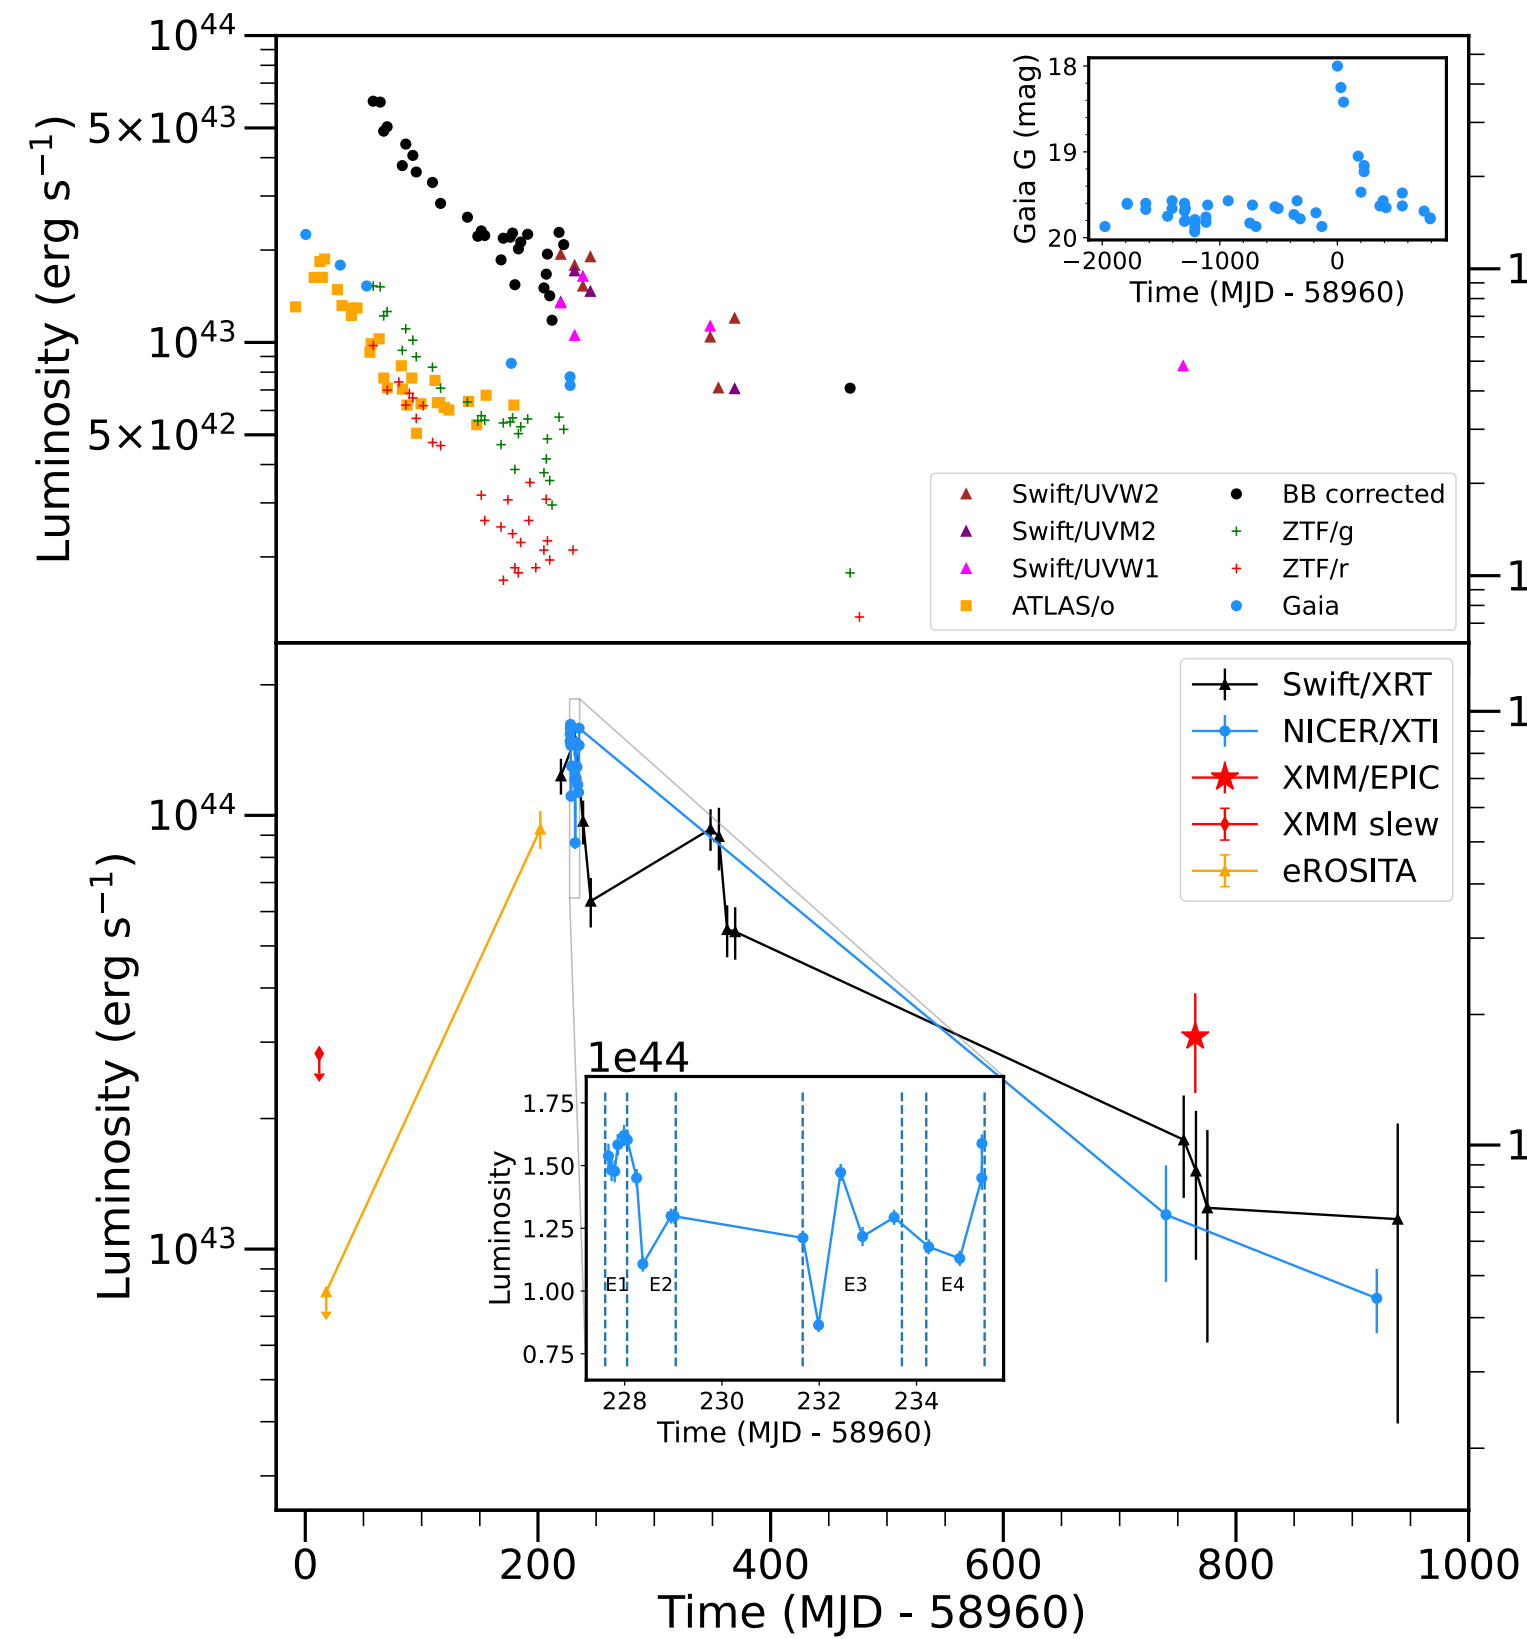 10^44
5×10^43
10^43
5×10^42
Luminosity (erg s^−1)
18
19
20
Gaia G (mag)
−2000 −1000 0
Time (MJD - 58960)
1
1
Swift/UVW2 BB corrected
Swift/UVM2 ZTF/g
Swift/UVW1 ZTF/r
ATLAS/o Gaia
10^44
10^43
Luminosity (erg s^−1)
Swift/XRT
NICER/XTI
XMM/EPIC
XMM slew
eROSITA
1
1
1e44
1.75
1.50
1.25
1.00
0.75
Luminosity
E1 E2 E3 E4
228 230 232 234
Time (MJD - 58960)
0 200 400 600 800 1000
Time (MJD - 58960)